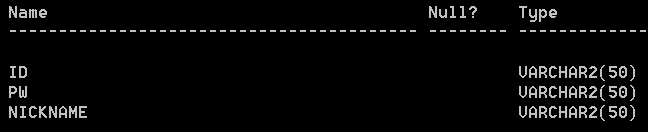 Name Null? Type
----------------------------------------- -------- -------------
ID VARCHAR2(50)
PW VARCHAR2(50)
NICKNAME VARCHAR2(50)